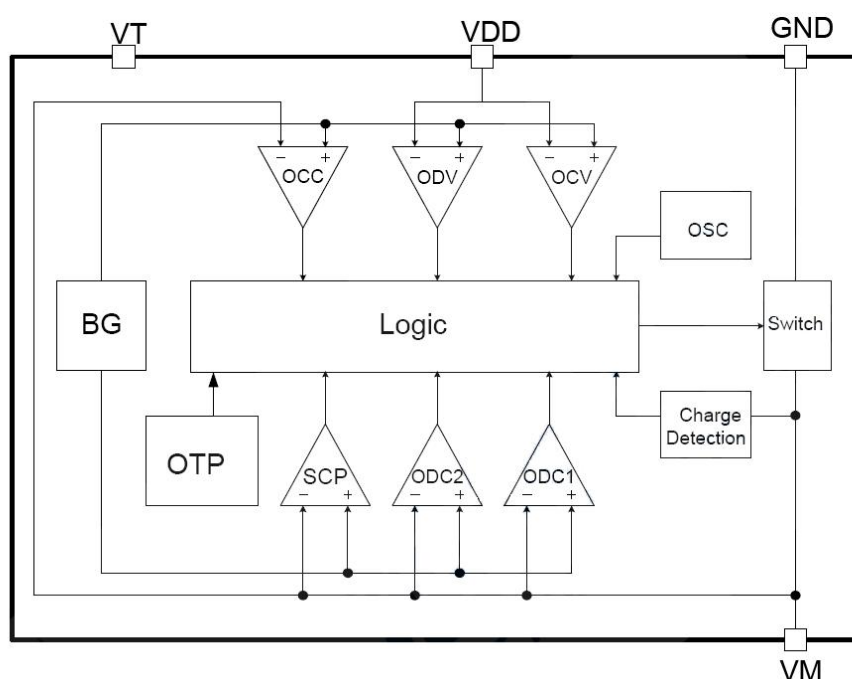 VT
VDD
GND
- +
OCC
- +
ODV
- +
OCV
OSC
BG
Logic
Switch
OTP
SCP
- +
ODC2
- +
ODC1
- +
Charge
Detection
VM